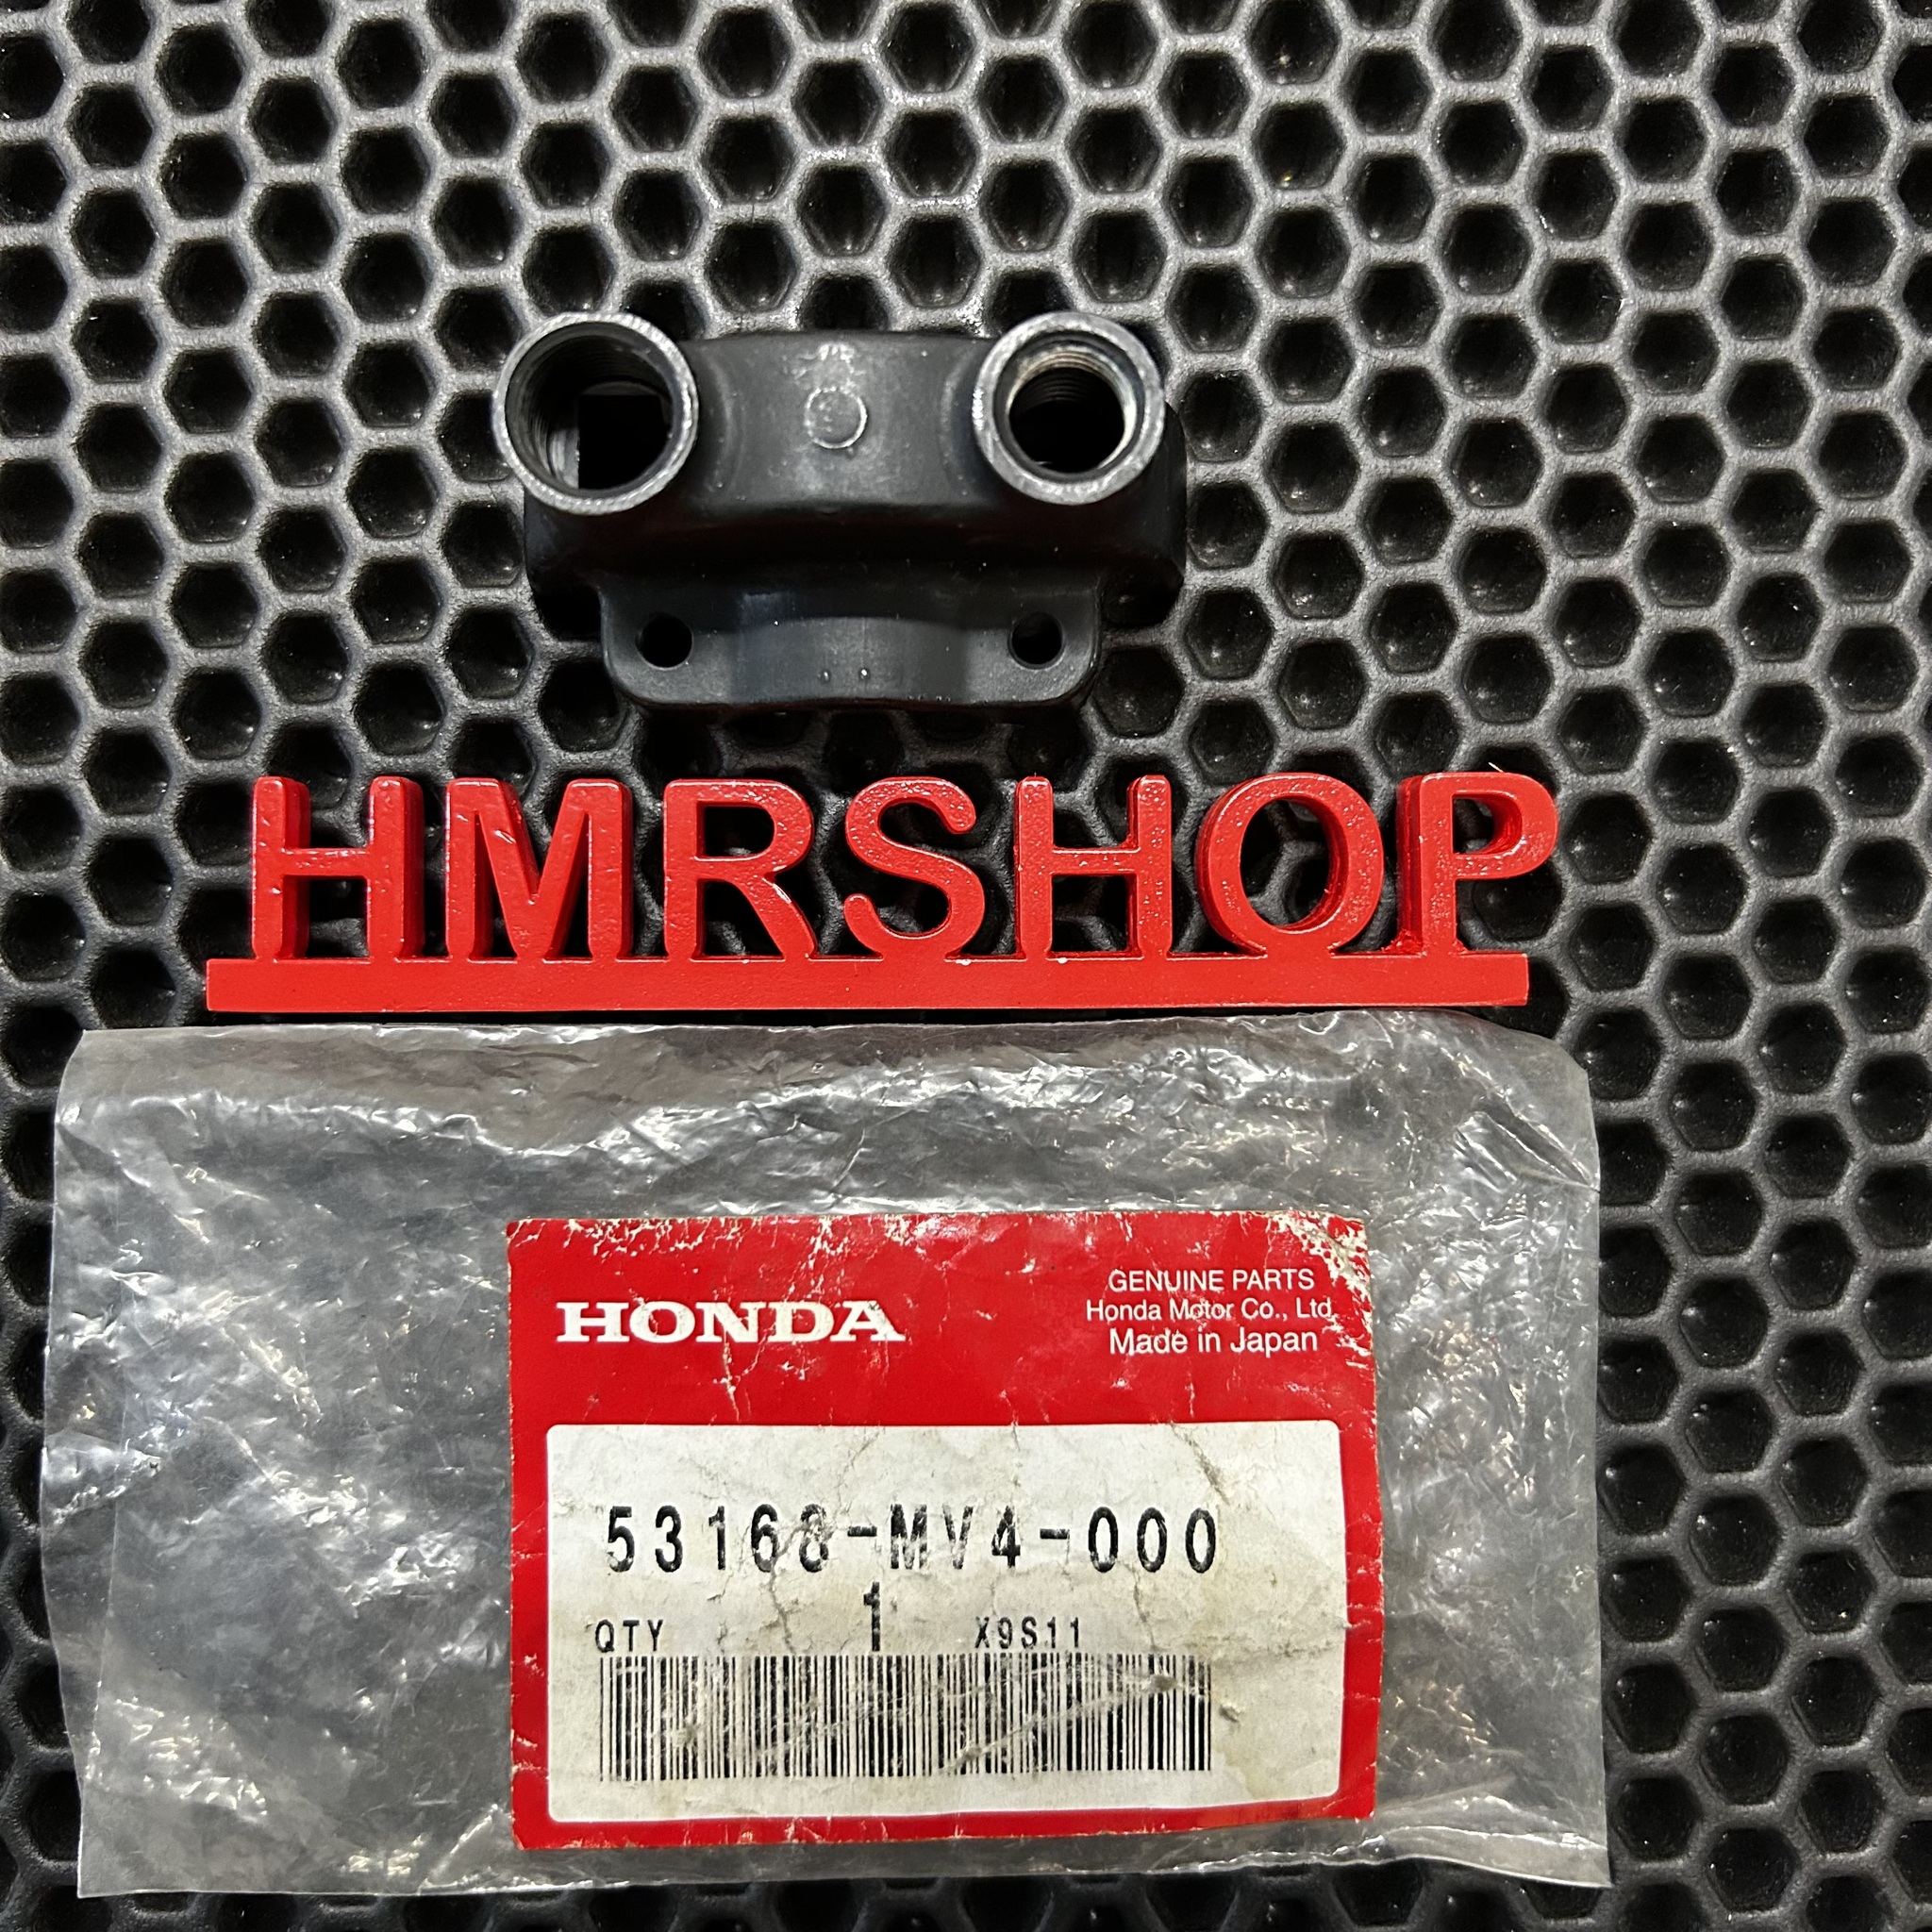 HMRSHOP
HONDA
GENUINE PARTS
Honda Motor Co., Ltd.
Made in Japan
53168-MV4-000
QTY 1 X9S11